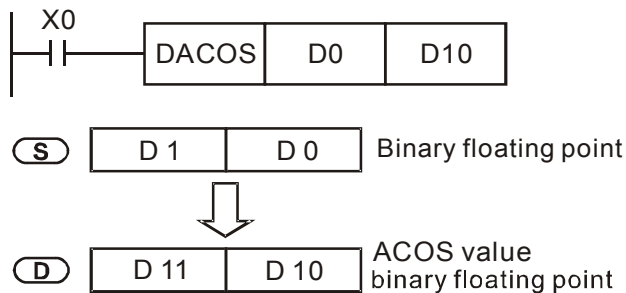 X0
DACOS D0 D10
S D 1 D 0 Binary floating point
D D 11 D 10 ACOS value
binary floating point